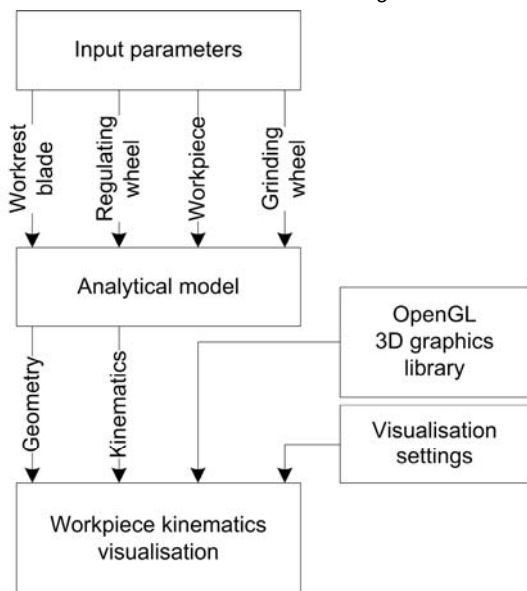 Input parameters
Workrest
blade
Regulating
wheel
Workpiece
Grinding
wheel
Analytical model
OpenGL
3D graphics
library
Geometry
Kinematics
Visualisation
settings
Workpiece kinematics
visualisation